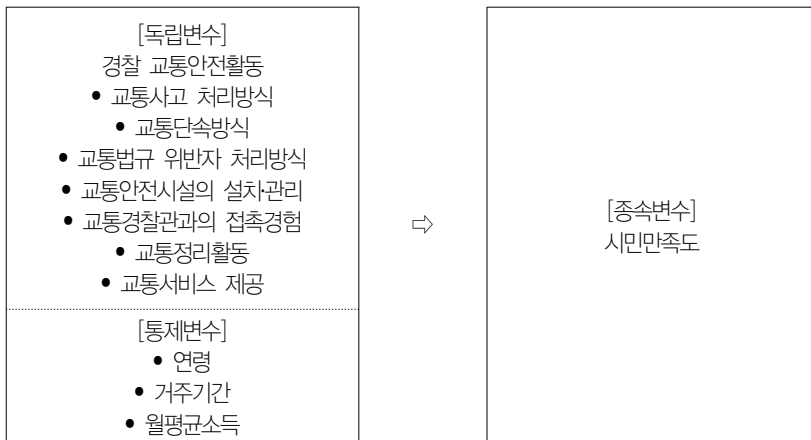 [독립변수]
경찰 교통안전활동
• 교통사고 처리방식
• 교통단속방식
• 교통법규 위반자 처리방식
• 교통안전시설의 설치·관리
• 교통경찰관과의 접촉경험
• 교통정리활동
• 교통서비스 제공
[통제변수]
• 연령
• 거주기간
• 월평균소득
⇨
[종속변수]
시민만족도